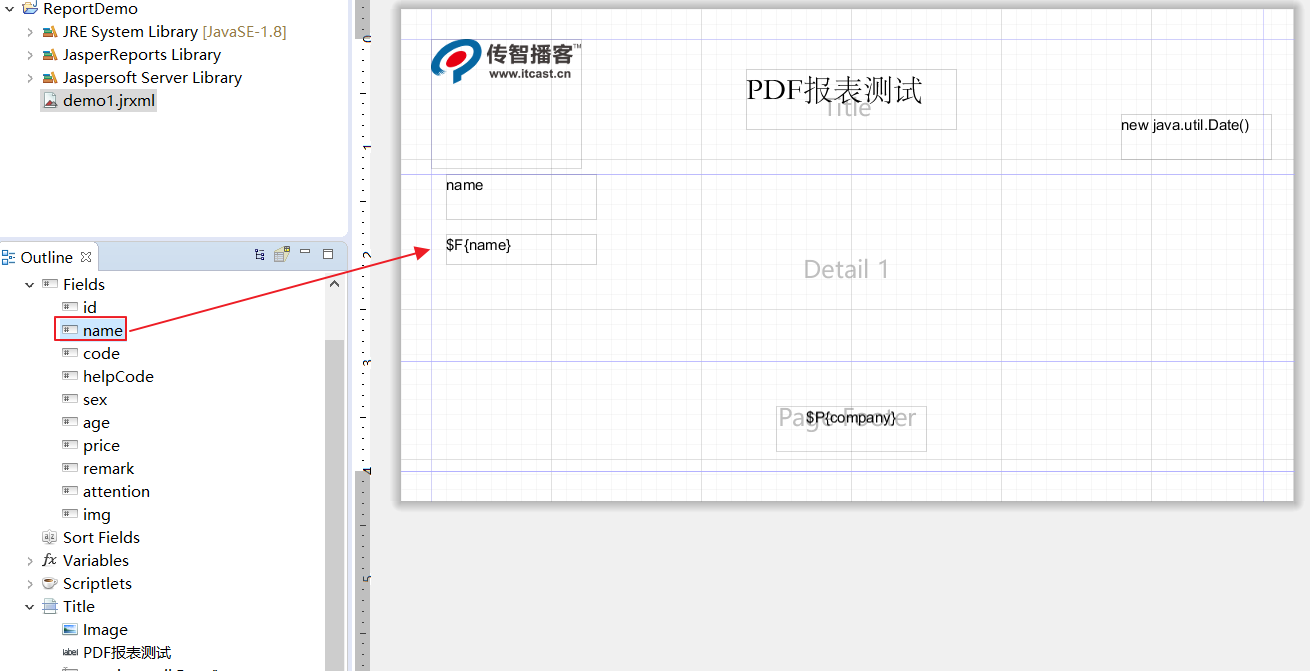 ReportDemo
JRE System Library [JavaSE-1.8]
JasperReports Library
Jaspersoft Server Library
demo1.jrxml
Outline
Fields
id
name
code
helpCode
sex
age
price
remark
attention
img
Sort Fields
fx Variables
Scriptlets
Title
Image
label PDF报表测试
0
1
2
3
4
5
传智播客™
www.itcast.cn
PDF报表测试
Title
new java.util.Date()
name
$F{name}
Detail 1
Page Footer
$P{company}